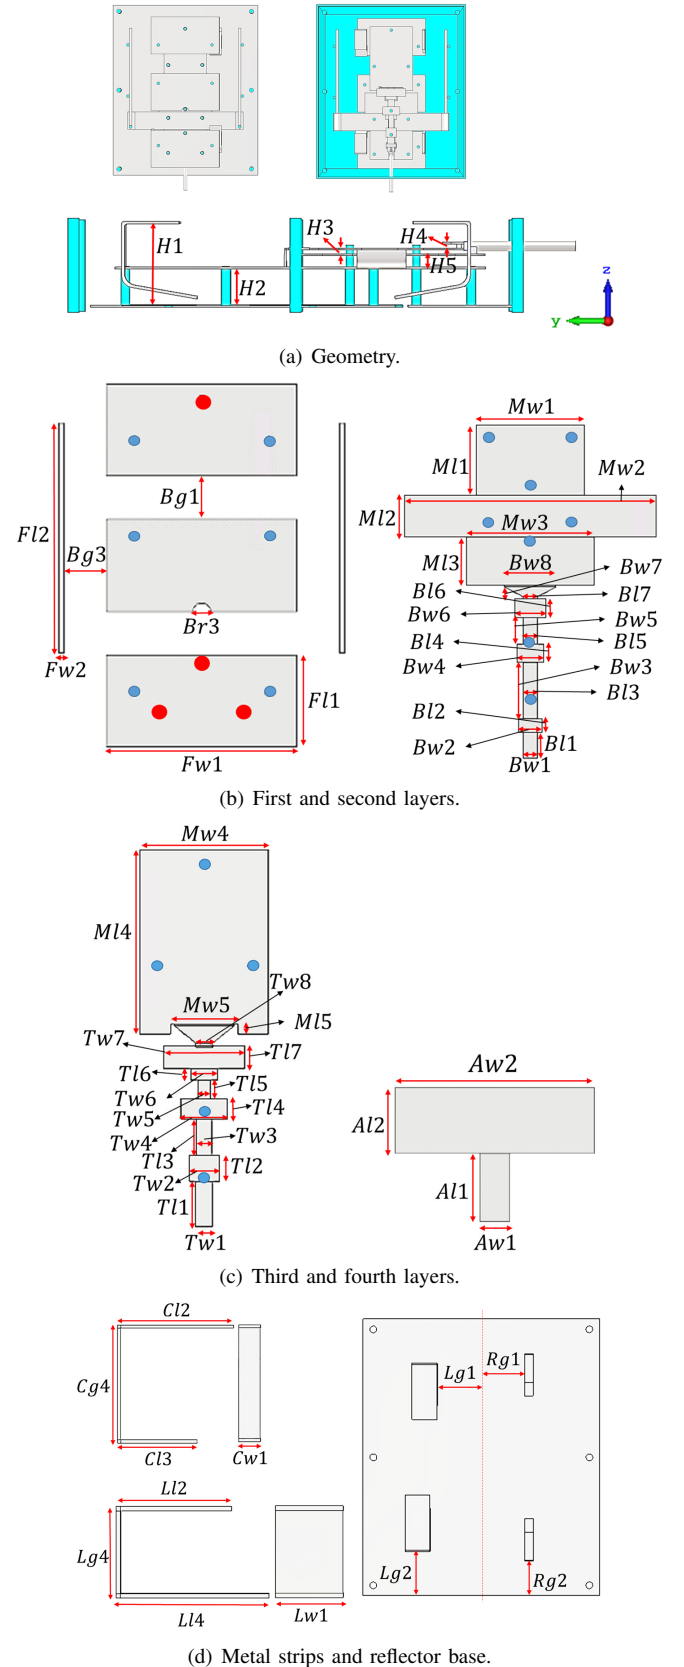 H1
H2
H3
H4
H5
z
y
(a) Geometry.
Mw1
Ml1
Mw2
Ml2
Mw3
Ml3
Bw8
Bw7
Bl6
Bl7
Bw6
Bw5
Bl4
Bl5
Bw4
Bw3
Bl3
Bl2
Bw2
Bl1
Bw1
Fl2
Bg1
Bg3
Br3
Fw2
Fl1
Fw1
(b) First and second layers.
Mw4
Ml4
Tw8
Mw5
Ml5
Tw7
Tl7
Tl6
Tl5
Tw6
Tw5
Tl4
Tw4
Tw3
Tl3
Tl2
Tw2
Tl1
Tw1
Aw2
Al2
Al1
Aw1
(c) Third and fourth layers.
Cl2
Cg4
Cl3
Cw1
Ll2
Lg4
Ll4
Lw1
Lg1
Rg1
Lg2
Rg2
(d) Metal strips and reflector base.